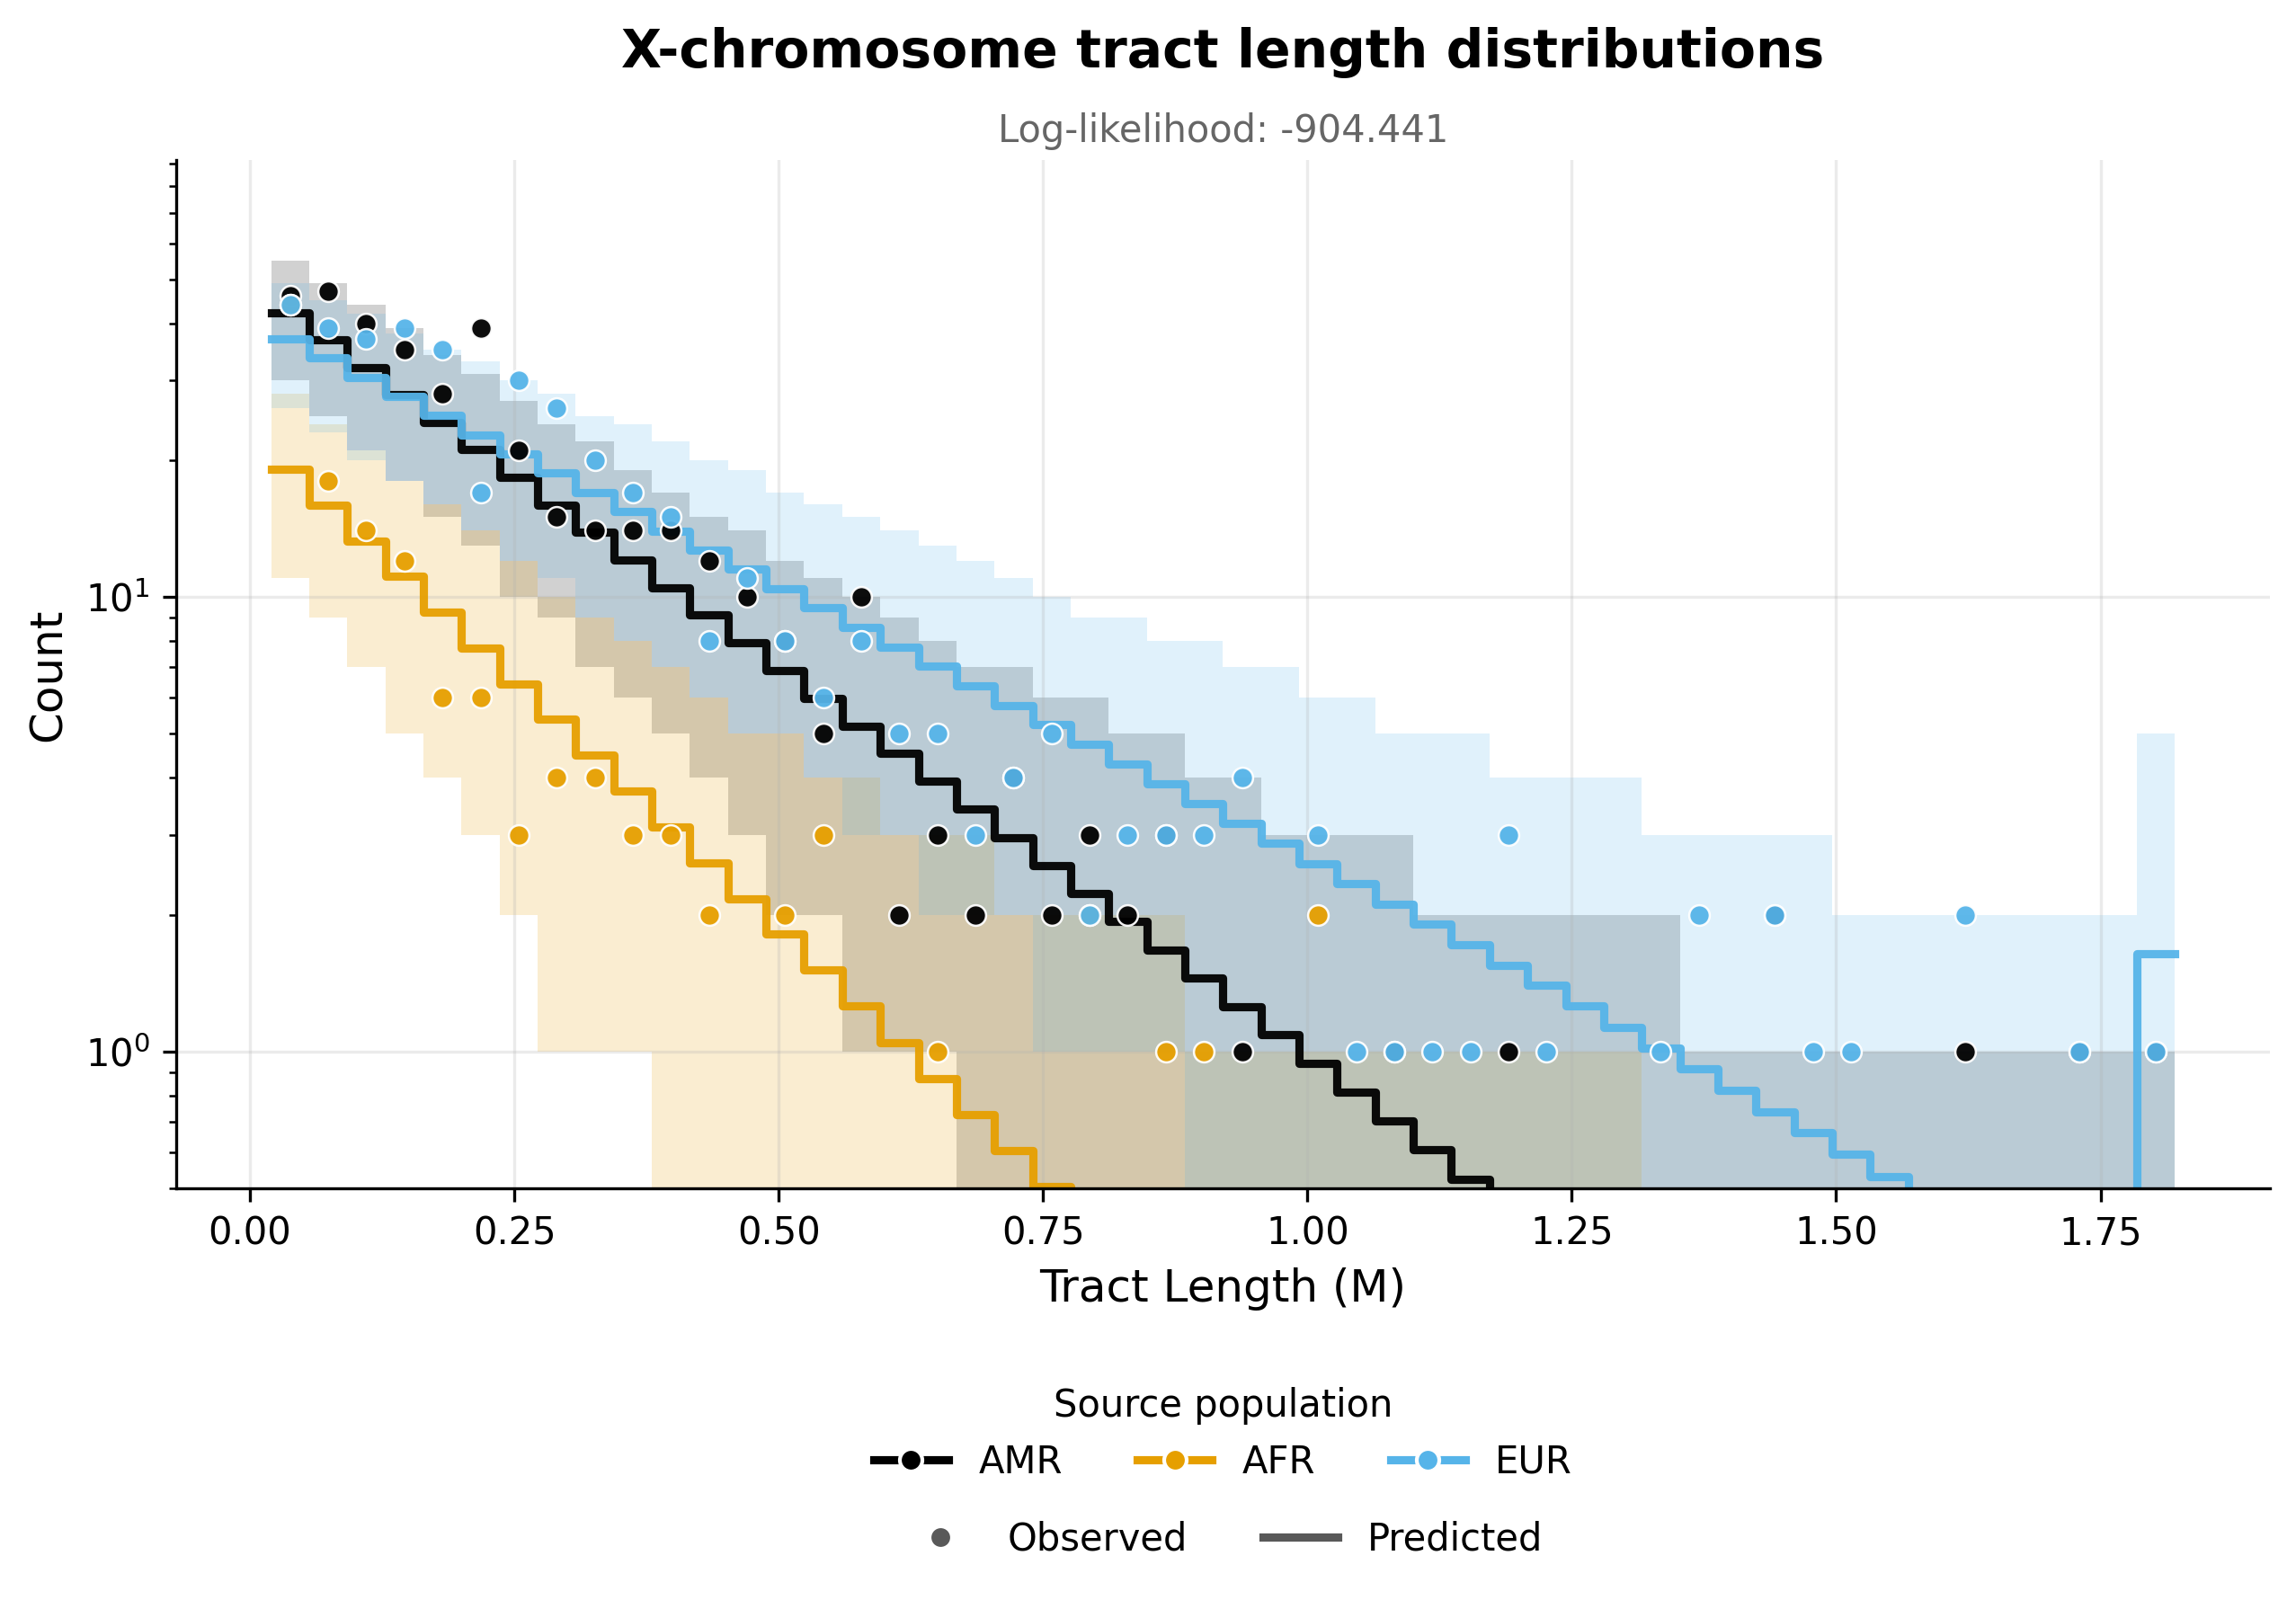 X-chromosome tract length distributions
Log-likelihood: -904.441
Count
10¹
10⁰
0.00 0.25 0.50 0.75 1.00 1.25 1.50 1.75
Tract Length (M)
Source population
AMR AFR EUR
Observed Predicted